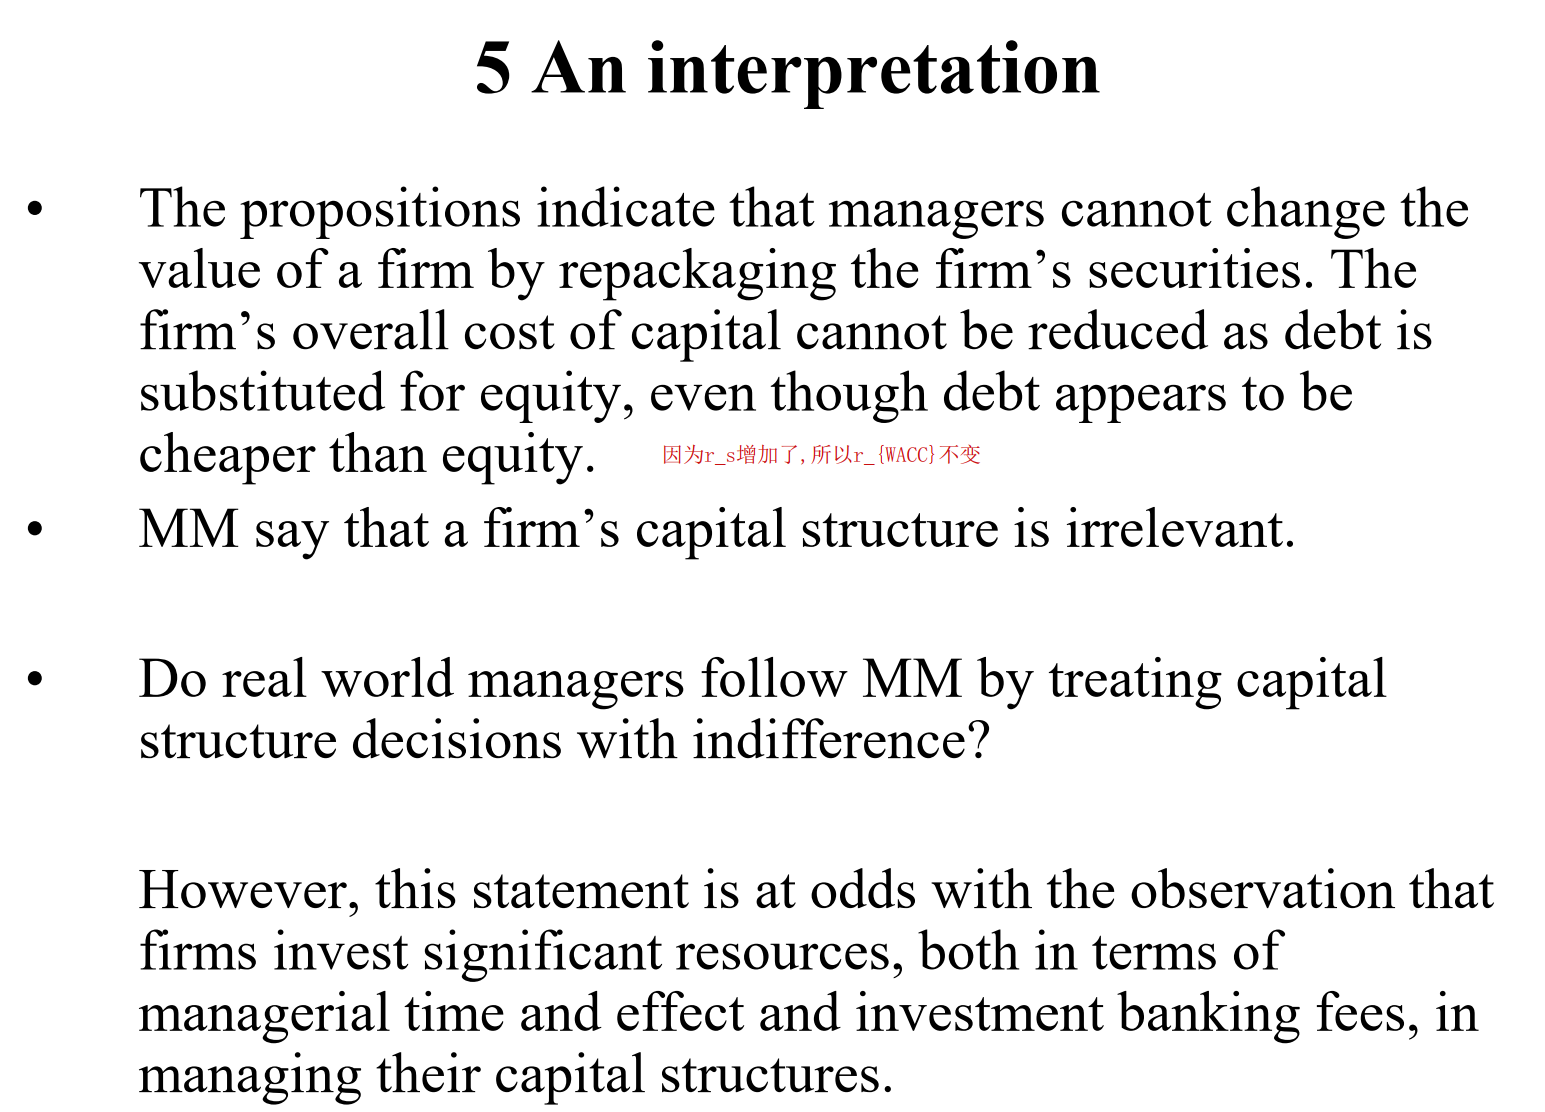 5 An interpretation
• The propositions indicate that managers cannot change the
value of a firm by repackaging the firm’s securities. The
firm’s overall cost of capital cannot be reduced as debt is
substituted for equity, even though debt appears to be
cheaper than equity. 因为r_s增加了,所以r_{WACC}不变
• MM say that a firm’s capital structure is irrelevant.
• Do real world managers follow MM by treating capital
structure decisions with indifference?
However, this statement is at odds with the observation that
firms invest significant resources, both in terms of
managerial time and effect and investment banking fees, in
managing their capital structures.